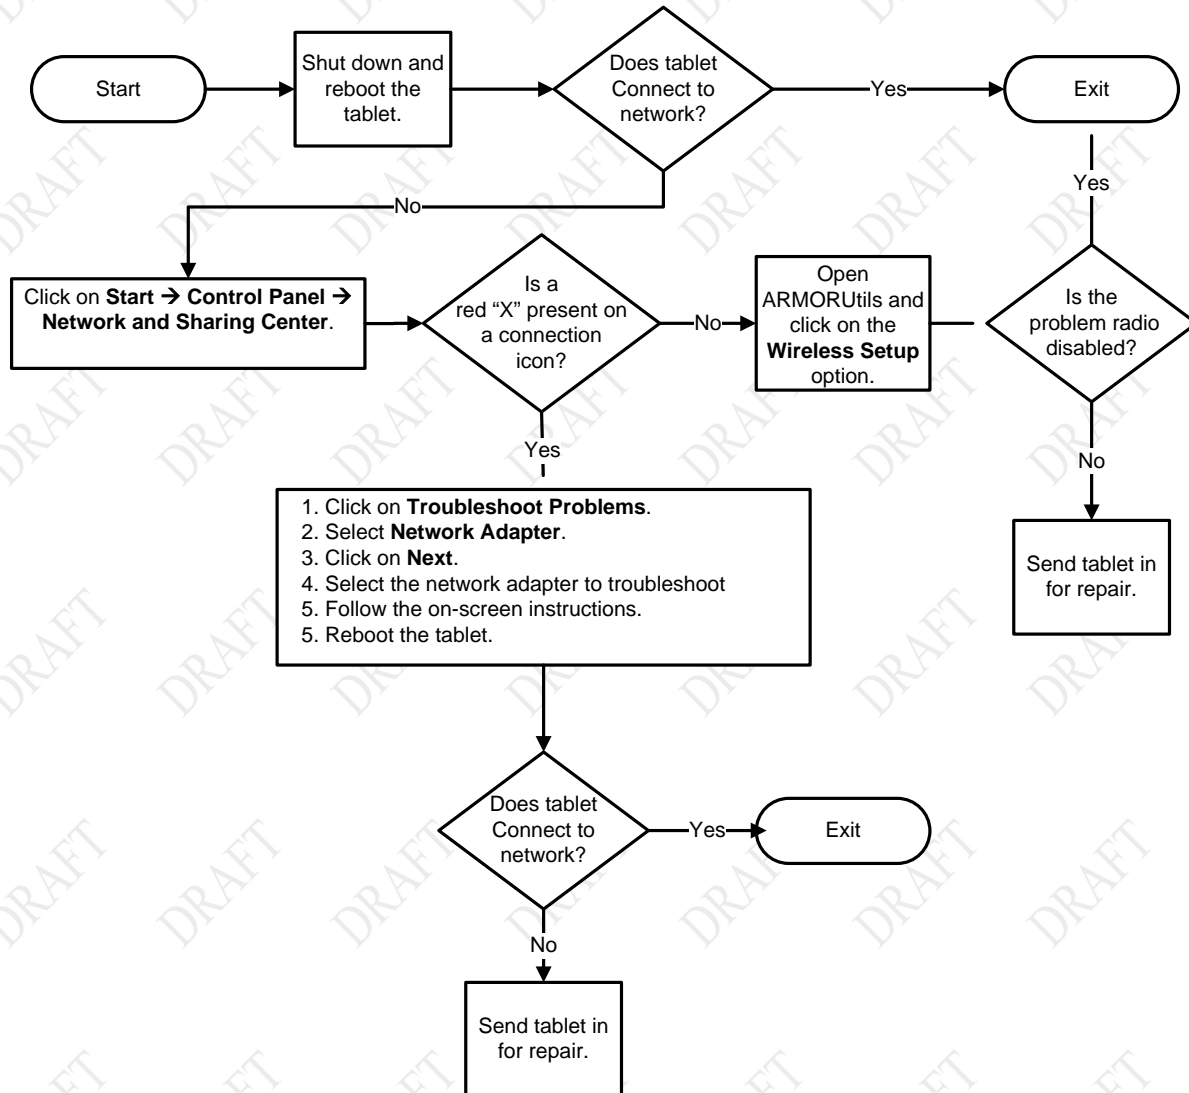 Start
Shut down and
reboot the
tablet.
Does tablet
Connect to
network?
Yes
Exit
No
Yes
Click on Start → Control Panel →
Network and Sharing Center.
Is a
red “X” present on
a connection
icon?
No
Open
ARMORUtils and
click on the
Wireless Setup
option.
Is the
problem radio
disabled?
Yes
No
1. Click on Troubleshoot Problems.
2. Select Network Adapter.
3. Click on Next.
4. Select the network adapter to troubleshoot
5. Follow the on-screen instructions.
5. Reboot the tablet.
Send tablet in
for repair.
Does tablet
Connect to
network?
Yes
Exit
No
Send tablet in
for repair.
DRAFT